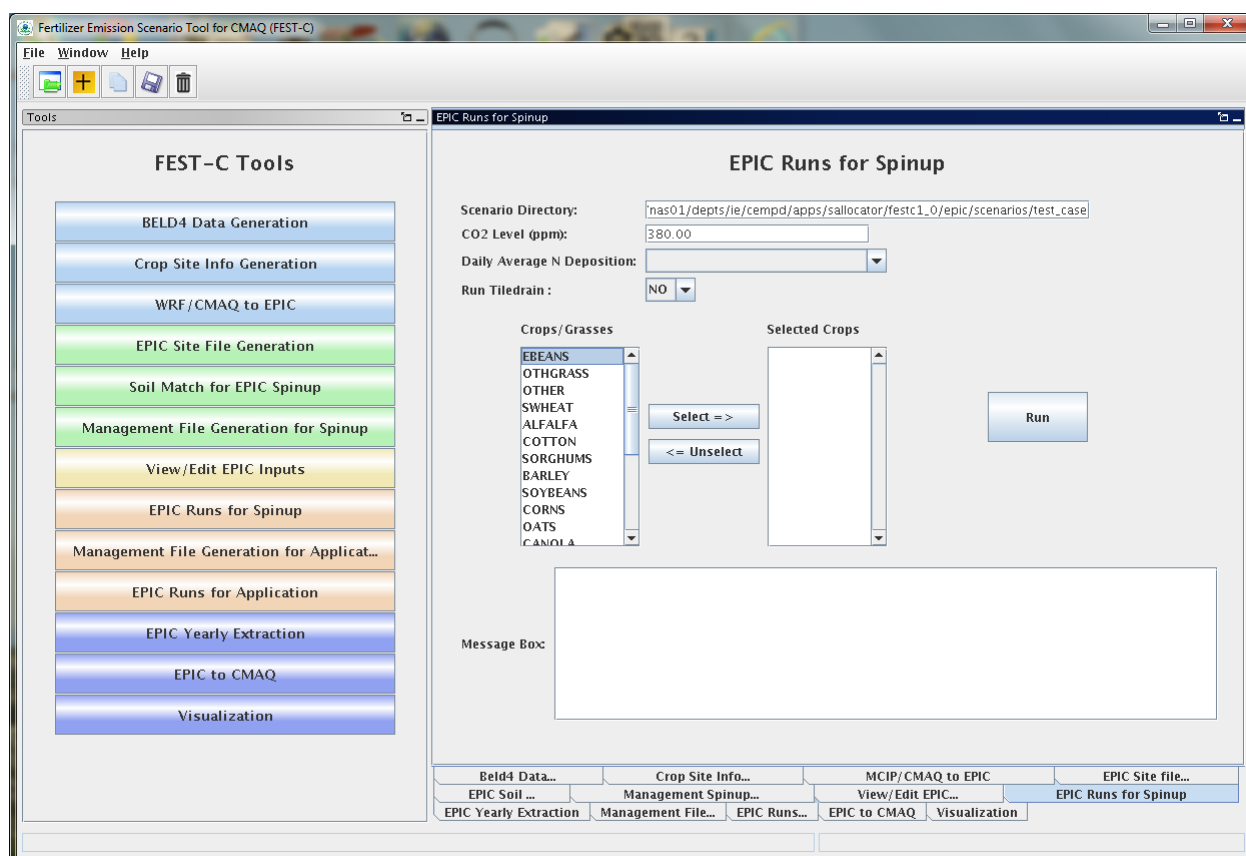 Fertilizer Emission Scenario Tool for CMAQ (FEST-C)
File Window Help
Tools
FEST-C Tools
BELD4 Data Generation
Crop Site Info Generation
WRF/CMAQ to EPIC
EPIC Site File Generation
Soil Match for EPIC Spinup
Management File Generation for Spinup
View/Edit EPIC Inputs
EPIC Runs for Spinup
Management File Generation for Applicat...
EPIC Runs for Application
EPIC Yearly Extraction
EPIC to CMAQ
Visualization
EPIC Runs for Spinup
EPIC Runs for Spinup
Scenario Directory: 'nas01/depts/ie/cempd/apps/sallocator/festc1_0/epic/scenarios/test_case
CO2 Level (ppm): 380.00
Daily Average N Deposition:
Run Tiledrain : NO
Crops/Grasses
EBEANS
OTHGRASS
OTHER
SWHEAT
ALFALFA
COTTON
SORGHUMS
BARLEY
SOYBEANS
CORNS
OATS
CANOLA
Select =>
<= Unselect
Selected Crops
Run
Message Box:
Beld4 Data... Crop Site Info... MCIP/CMAQ to EPIC EPIC Site file...
EPIC Soil ... Management Spinup... View/Edit EPIC... EPIC Runs for Spinup
EPIC Yearly Extraction Management File... EPIC Runs... EPIC to CMAQ Visualization